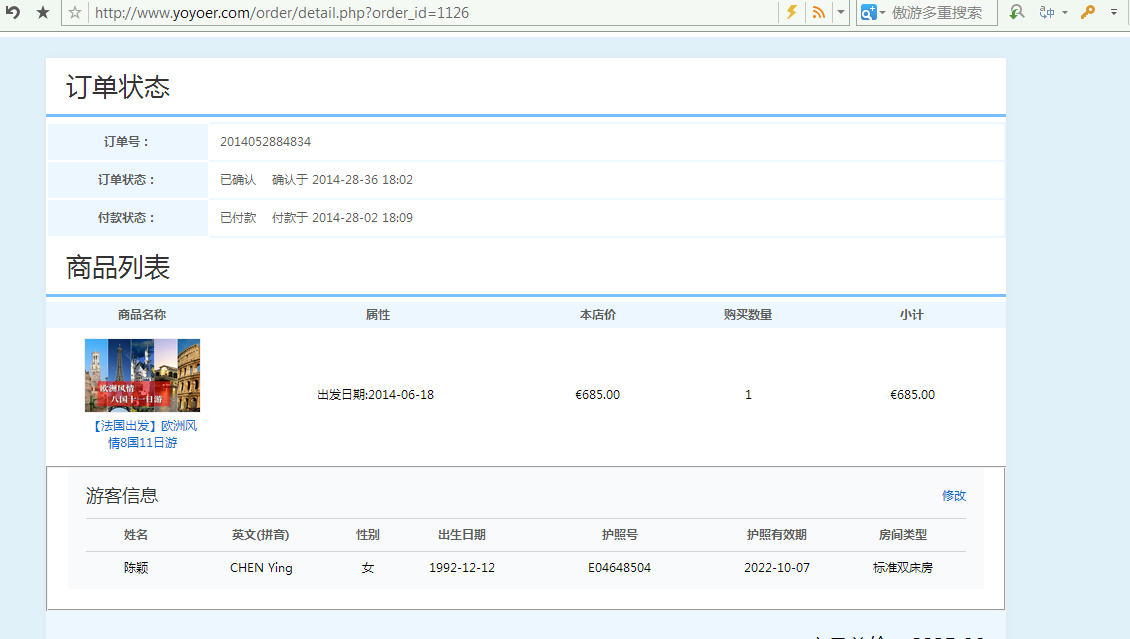 http://www.yoyoer.com/order/detail.php?order_id=1126
傲游多重搜索
订单状态
订单号： 2014052884834
订单状态： 已确认 确认于 2014-28-36 18:02
付款状态： 已付款 付款于 2014-28-02 18:09
商品列表
商品名称 属性 本店价 购买数量 小计
欧洲风情
八国十一日游
出发日期:2014-06-18 €685.00 1 €685.00
【法国出发】欧洲风
情8国11日游
游客信息 修改
姓名 英文(拼音) 性别 出生日期 护照号 护照有效期 房间类型
陈颖 CHEN Ying 女 1992-12-12 E04648504 2022-10-07 标准双床房